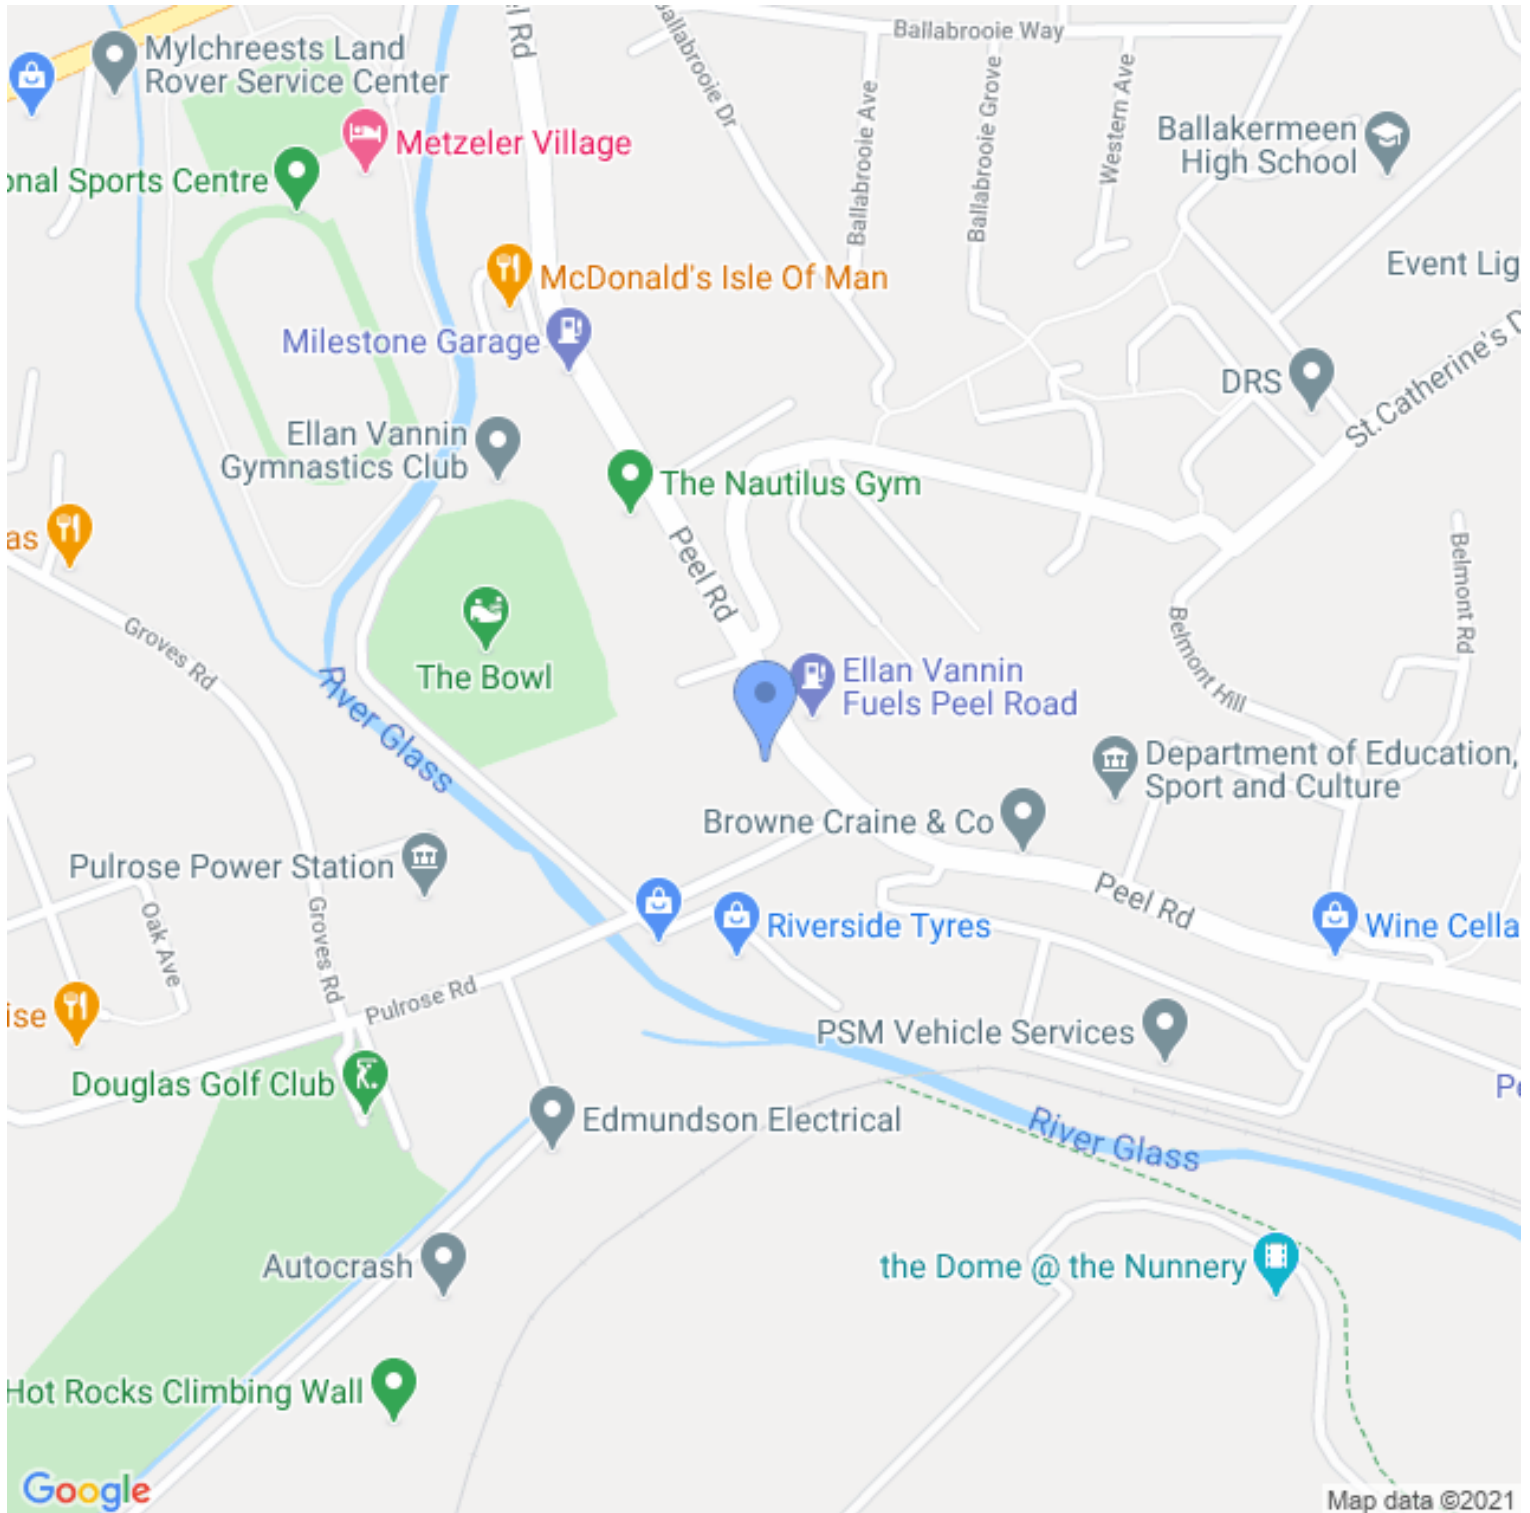 Mylchreests Land
Rover Service Center
l Rd
Ballabrooie Way
Ballabrooie Dr
Ballabrooie Ave
Ballabrooie Grove
Western Ave
Metzeler Village
Ballakermeen
High School
onal Sports Centre
McDonald's Isle Of Man
Event Lig
Milestone Garage
DRS
St.Catherine's D
Ellan Vannin
Gymnastics Club
The Nautilus Gym
as
Peel Rd
Belmont Rd
Groves Rd
The Bowl
Belmont Hill
Ellan Vannin
Fuels Peel Road
River Glass
Department of Education,
Sport and Culture
Browne Craine & Co
Pulrose Power Station
Peel Rd
Oak Ave
Groves Rd
Riverside Tyres
Wine Cella
Pulrose Rd
ise
PSM Vehicle Services
Douglas Golf Club
Pe
Edmundson Electrical
River Glass
Autocrash
the Dome @ the Nunnery
Hot Rocks Climbing Wall
Google
Map data ©2021